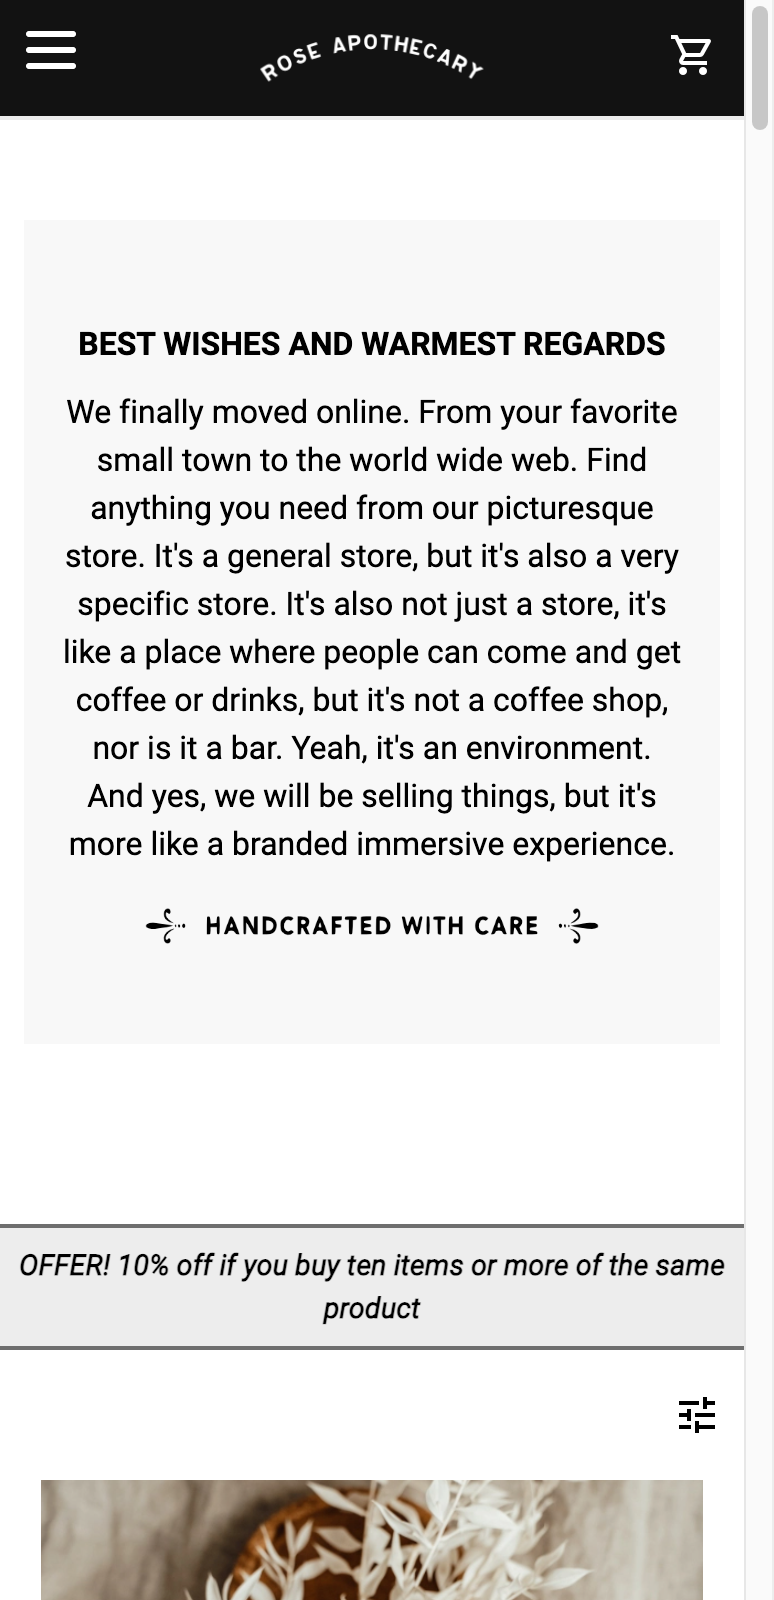 ROSE APOTHECARY
BEST WISHES AND WARMEST REGARDS
We finally moved online. From your favorite
small town to the world wide web. Find
anything you need from our picturesque
store. It's a general store, but it's also a very
specific store. It's also not just a store, it's
like a place where people can come and get
coffee or drinks, but it's not a coffee shop,
nor is it a bar. Yeah, it's an environment.
And yes, we will be selling things, but it's
more like a branded immersive experience.
HANDCRAFTED WITH CARE
OFFER! 10% off if you buy ten items or more of the same
product